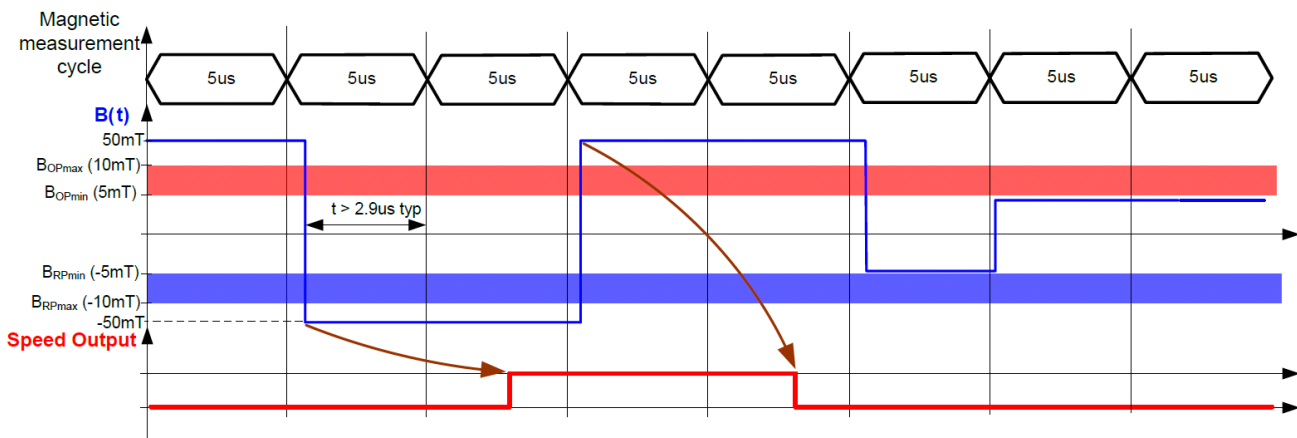 Magnetic
measurement
cycle
5us 5us 5us 5us 5us 5us 5us 5us
B(t)
50mT
BOPmax (10mT)
BOPmin (5mT)
t > 2.9us typ
BRPmin (-5mT)
BRPmax (-10mT)
-50mT
Speed Output